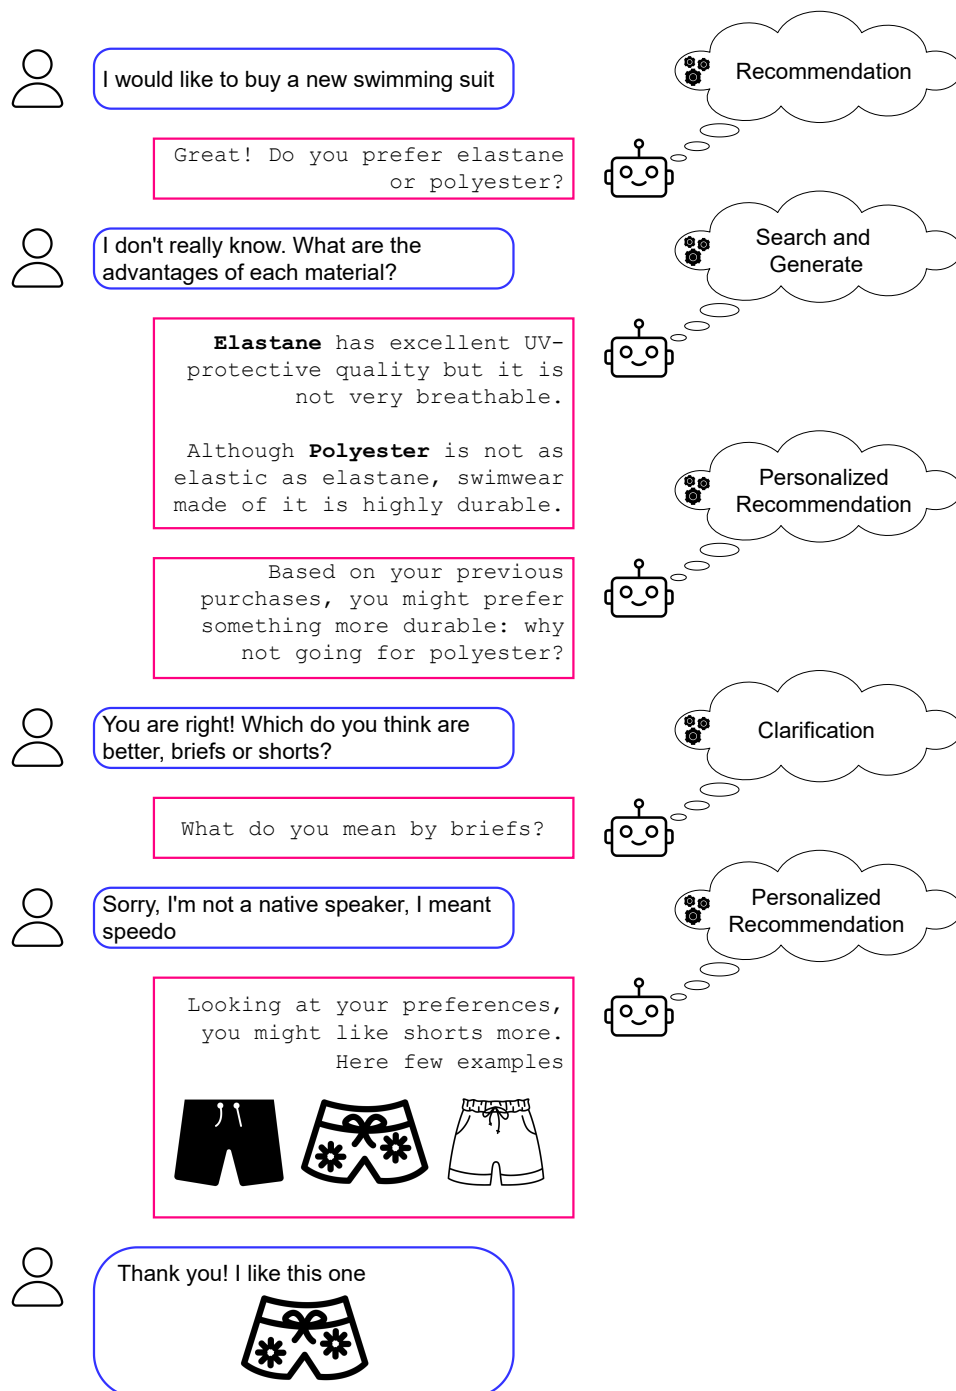 I would like to buy a new swimming suit
Recommendation
Great! Do you prefer elastane
or polyester?
I don't really know. What are the
advantages of each material?
Search and
Generate
Elastane has excellent UV-
protective quality but it is
not very breathable.
Although Polyester is not as
elastic as elastane, swimwear
made of it is highly durable.
Personalized
Recommendation
Based on your previous
purchases, you might prefer
something more durable: why
not going for polyester?
You are right! Which do you think are
better, briefs or shorts?
Clarification
What do you mean by briefs?
Sorry, I'm not a native speaker, I meant
speedo
Personalized
Recommendation
Looking at your preferences,
you might like shorts more.
Here few examples
Thank you! I like this one